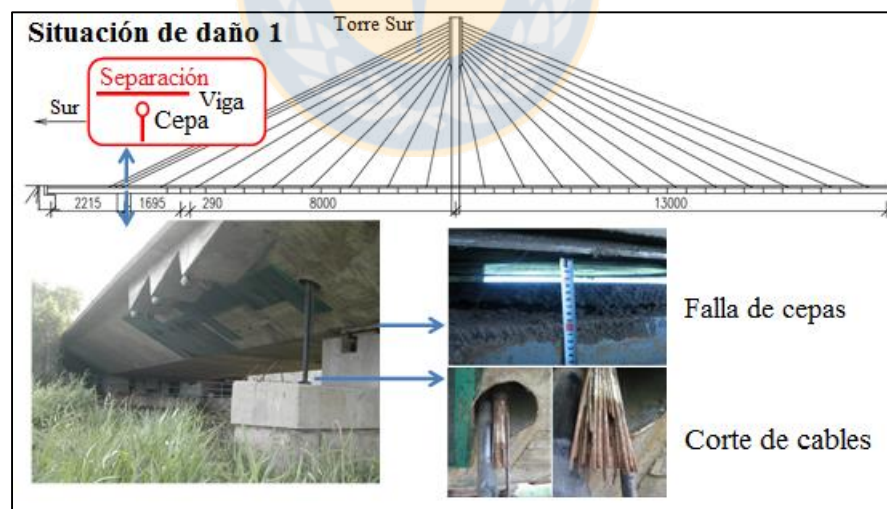 Situación de daño 1
Torre Sur
Separación
Viga
Cepa
Sur
2215 1695 290 8000 13000
Falla de cepas
Corte de cables